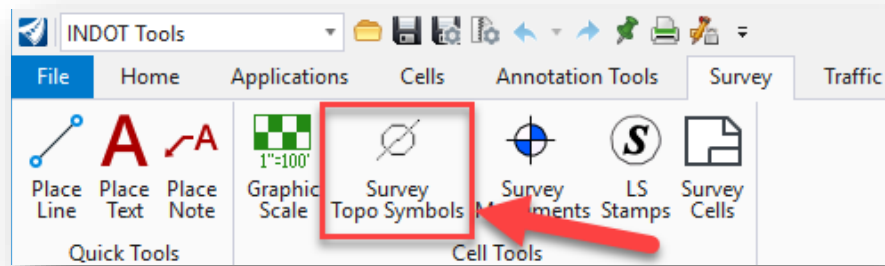 INDOT Tools
File Home Applications Cells Annotation Tools Survey Traffic
A A
1"=100' S
Place Place Place Graphic Survey Survey LS Survey
Line Text Note Scale Topo Symbols Stamps Cells
Quick Tools Cell Tools